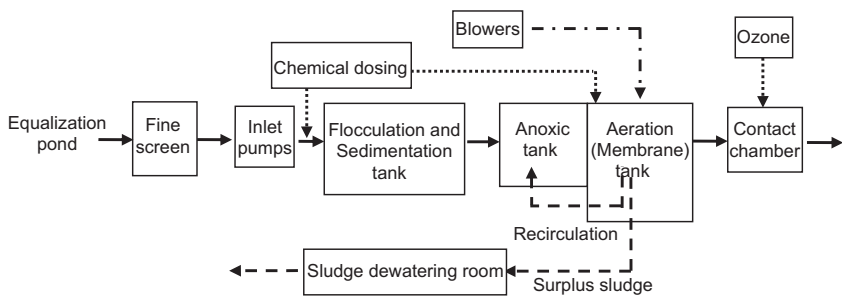 Blowers
Ozone
Chemical dosing
Equalization
pond
Fine
screen
Inlet
pumps
Flocculation and
Sedimentation
tank
Anoxic
tank
Aeration
(Membrane)
tank
Contact
chamber
Recirculation
Sludge dewatering room
Surplus sludge